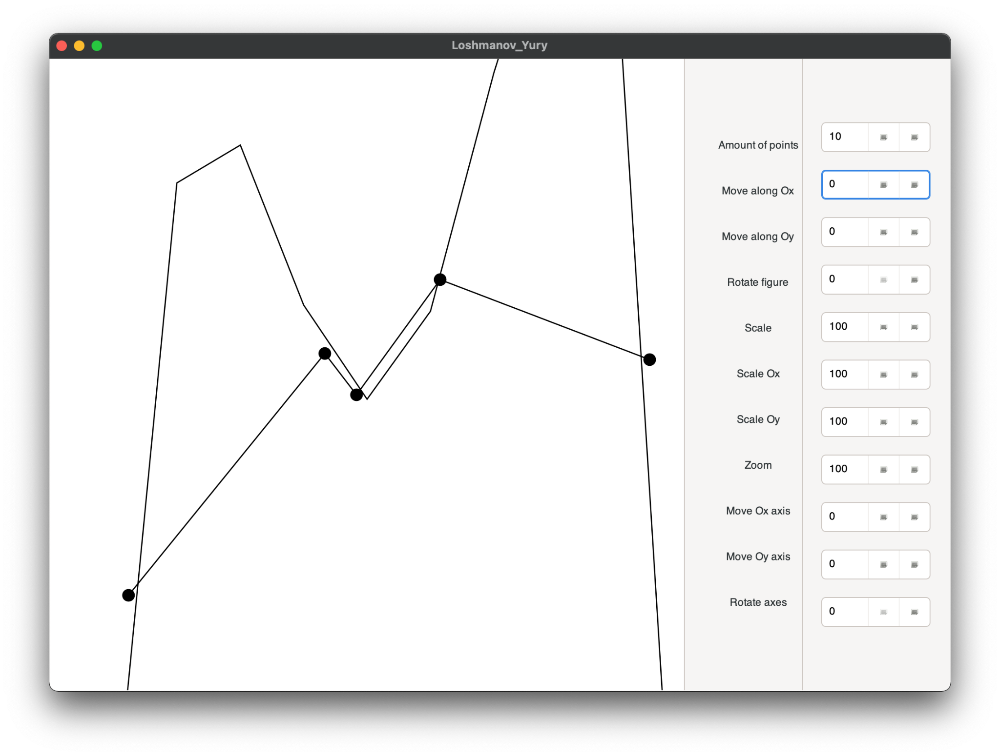 Loshmanov_Yury
Amount of points 10
Move along Ox 0
Move along Oy 0
Rotate figure 0
Scale 100
Scale Ox 100
Scale Oy 100
Zoom 100
Move Ox axis 0
Move Oy axis 0
Rotate axes 0